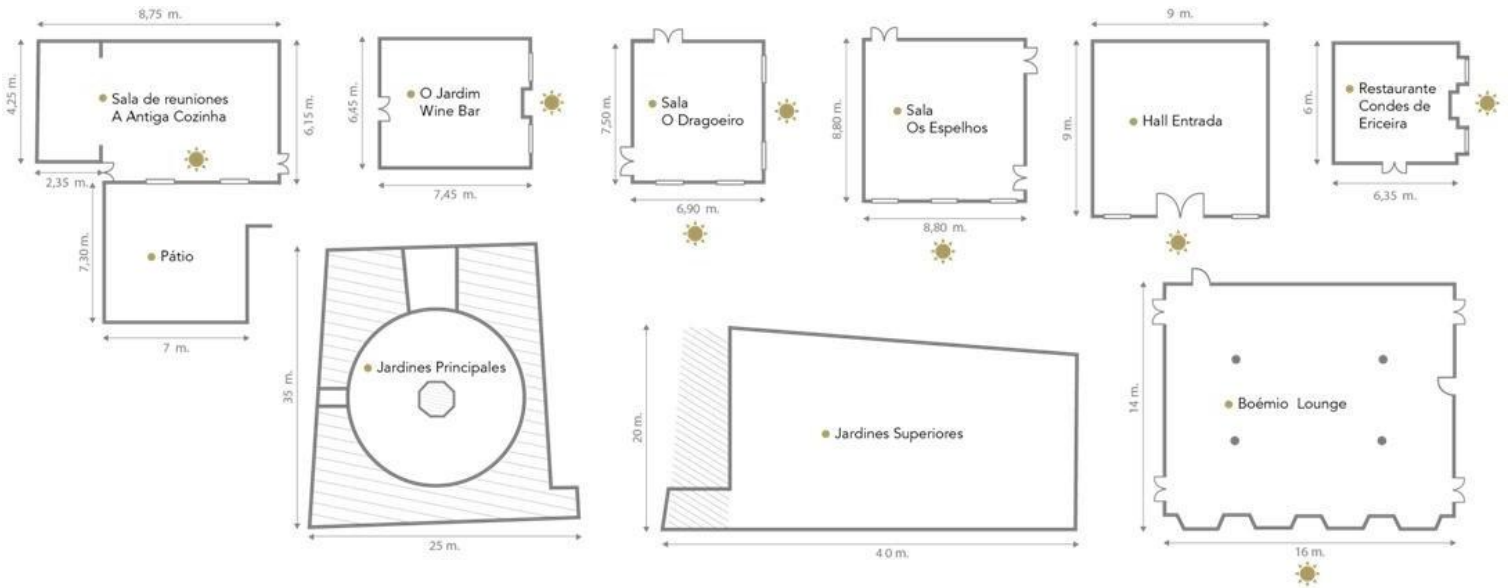 8,75 m.
4,25 m.
Sala de reuniones
A Antiga Cozinha
6,15 m.
2,35 m.
7,30 m.
Pátio
7 m.
6,45 m.
O Jardim
Wine Bar
7,45 m.
7,50 m.
Sala
O Dragoeiro
6,90 m.
8,80 m.
Sala
Os Espelhos
8,80 m.
9 m.
9 m.
Hall Entrada
6 m.
Restaurante
Condes de
Ericeira
6,35 m.
35 m.
Jardines Principales
25 m.
20 m.
Jardines Superiores
40 m.
14 m.
Boémio Lounge
16 m.